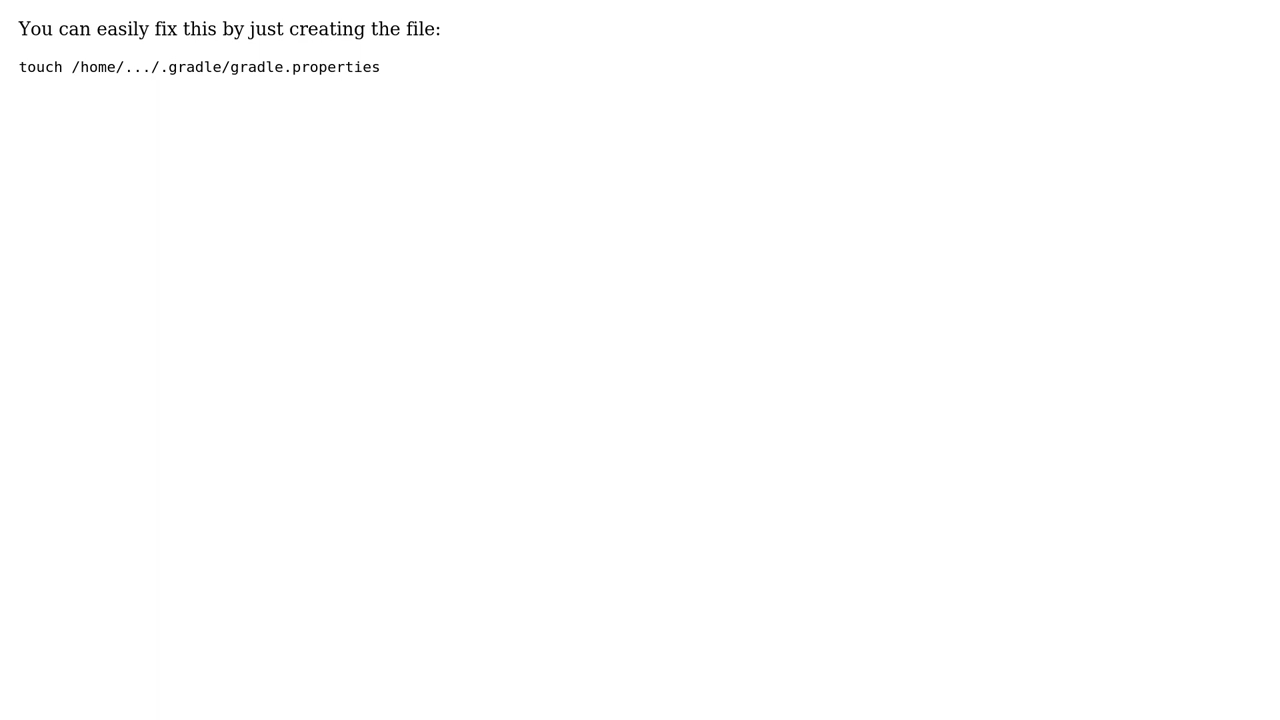 You can easily fix this by just creating the file:
touch /home/.../.gradle/gradle.properties